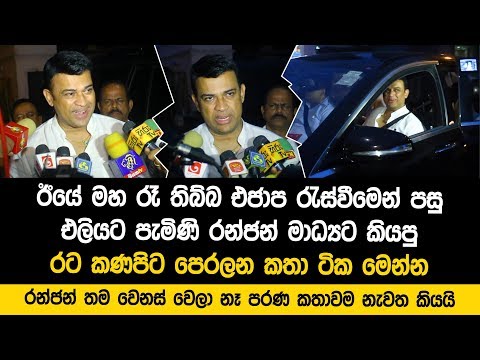 ඊයේ මහ රෑ තිබ්බ එජාප රැස්වීමෙන් පසු
එලියට පැමිණි රන්ජන් මාධ්‍යට කියපු
රට කණපිට පෙරලන කතා ටික මෙන්න
රන්ජන් තම වෙනස් වෙලා නෑ පරණ කතාවම නැවත කියයි